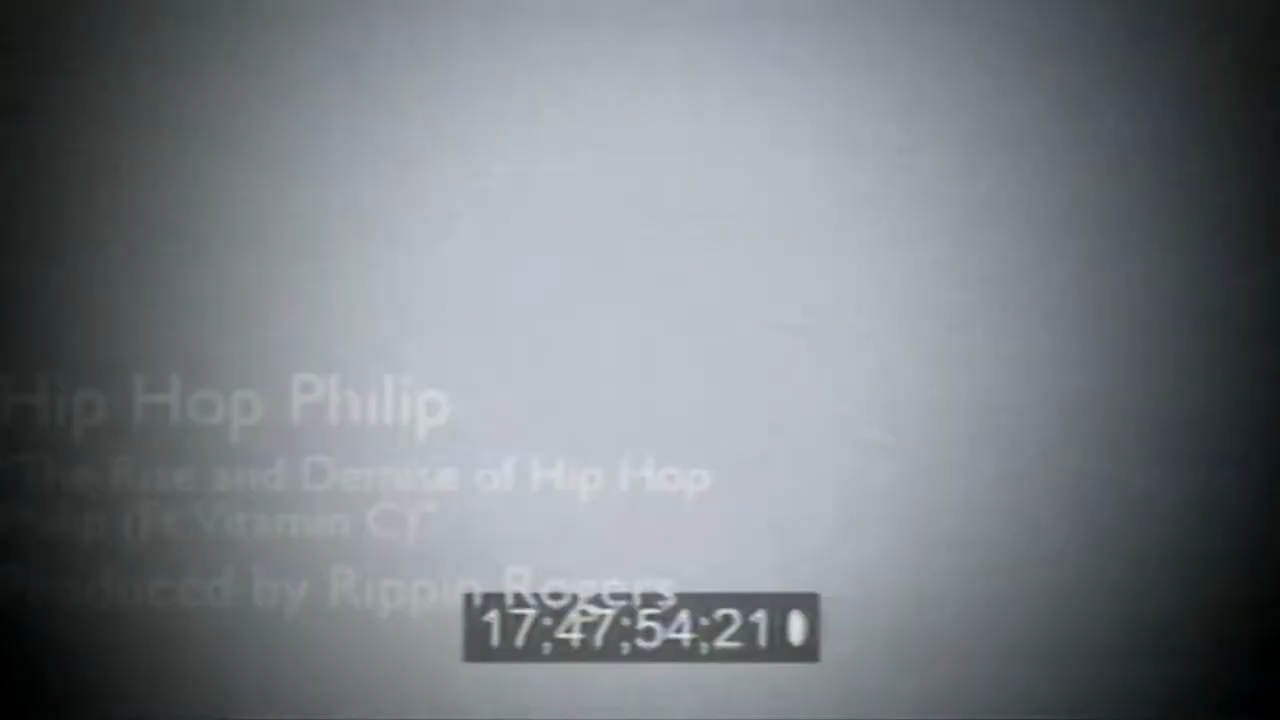 Hip Hop Philip
"The Rise and Demise of Hip Hop
Philip (Ft. Vitamin C)"
Produced by Rippin Rogers
17;47;54;21